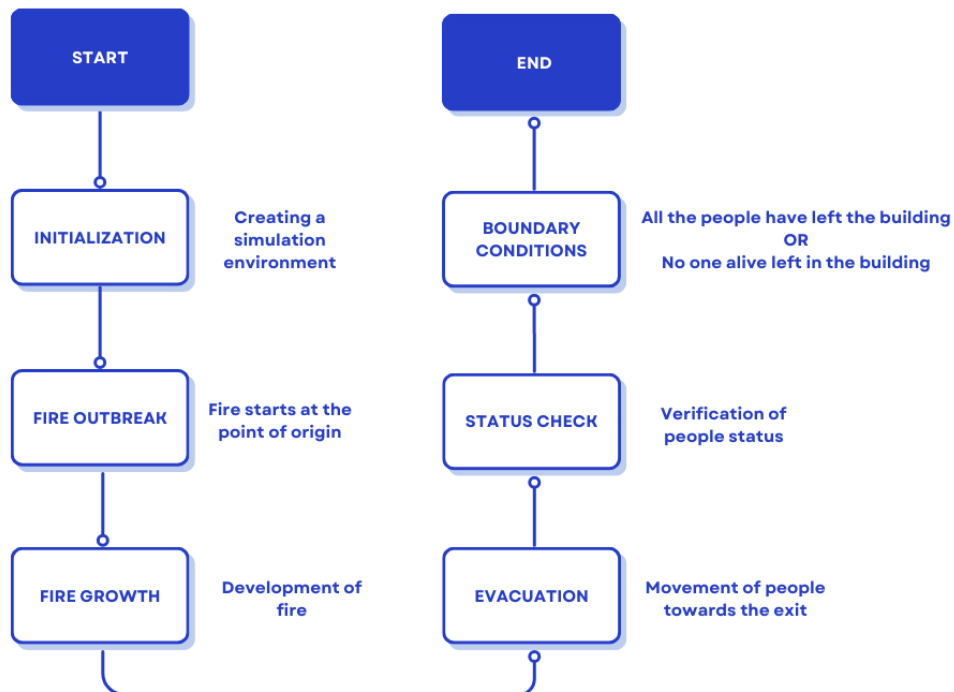 START
INITIALIZATION
Creating a
simulation
environment
FIRE OUTBREAK
Fire starts at the
point of origin
FIRE GROWTH
Development of
fire
END
BOUNDARY
CONDITIONS
All the people have left the building
OR
No one alive left in the building
STATUS CHECK
Verification of
people status
EVACUATION
Movement of people
towards the exit